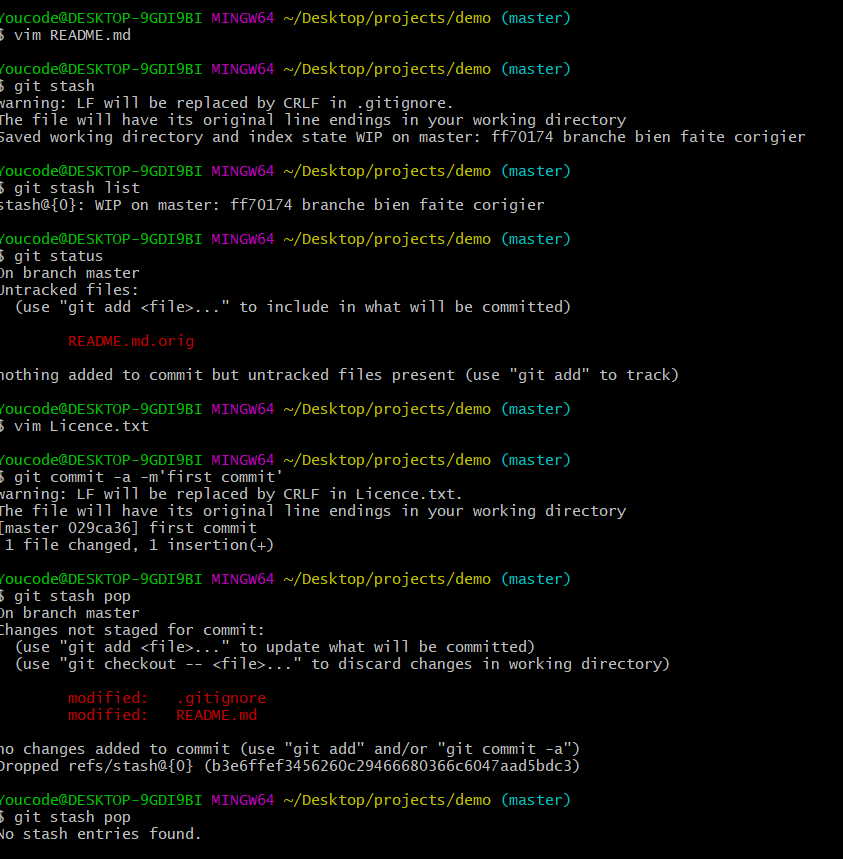 Youcode@DESKTOP-9GDI9BI MINGW64 ~/Desktop/projects/demo (master)
$ vim README.md
Youcode@DESKTOP-9GDI9BI MINGW64 ~/Desktop/projects/demo (master)
$ git stash
warning: LF will be replaced by CRLF in .gitignore.
The file will have its original line endings in your working directory
Saved working directory and index state WIP on master: ff70174 branche bien faite corigier
Youcode@DESKTOP-9GDI9BI MINGW64 ~/Desktop/projects/demo (master)
$ git stash list
stash@{0}: WIP on master: ff70174 branche bien faite corigier
Youcode@DESKTOP-9GDI9BI MINGW64 ~/Desktop/projects/demo (master)
$ git status
On branch master
Untracked files:
  (use "git add <file>..." to include in what will be committed)
        README.md.orig
nothing added to commit but untracked files present (use "git add" to track)
Youcode@DESKTOP-9GDI9BI MINGW64 ~/Desktop/projects/demo (master)
$ vim Licence.txt
Youcode@DESKTOP-9GDI9BI MINGW64 ~/Desktop/projects/demo (master)
$ git commit -a -m'first commit'
warning: LF will be replaced by CRLF in Licence.txt.
The file will have its original line endings in your working directory
[master 029ca36] first commit
 1 file changed, 1 insertion(+)
Youcode@DESKTOP-9GDI9BI MINGW64 ~/Desktop/projects/demo (master)
$ git stash pop
On branch master
Changes not staged for commit:
  (use "git add <file>..." to update what will be committed)
  (use "git checkout -- <file>..." to discard changes in working directory)
        modified:   .gitignore
        modified:   README.md
no changes added to commit (use "git add" and/or "git commit -a")
Dropped refs/stash@{0} (b3e6ffef3456260c29466680366c6047aad5bdc3)
Youcode@DESKTOP-9GDI9BI MINGW64 ~/Desktop/projects/demo (master)
$ git stash pop
No stash entries found.